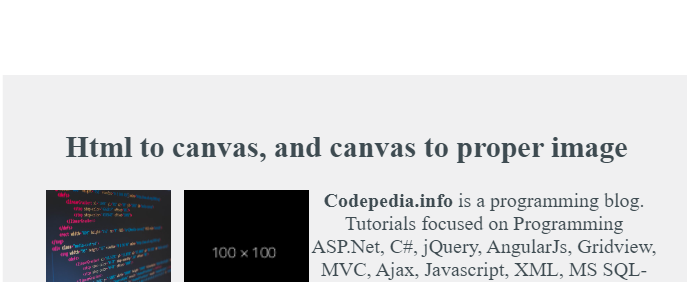 Html to canvas, and canvas to proper image
100 × 100
Codepedia.info is a programming blog.
Tutorials focused on Programming
ASP.Net, C#, jQuery, AngularJs, Gridview,
MVC, Ajax, Javascript, XML, MS SQL-